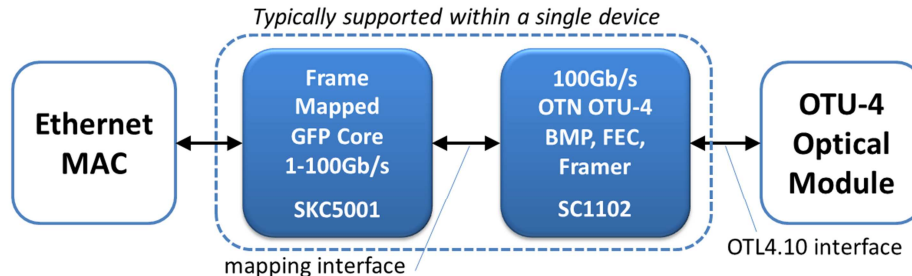 Typically supported within a single device
Ethernet
MAC
Frame
Mapped
GFP Core
1-100Gb/s
SKC5001
100Gb/s
OTN OTU-4
BMP, FEC,
Framer
SC1102
OTU-4
Optical
Module
mapping interface
OTL4.10 interface